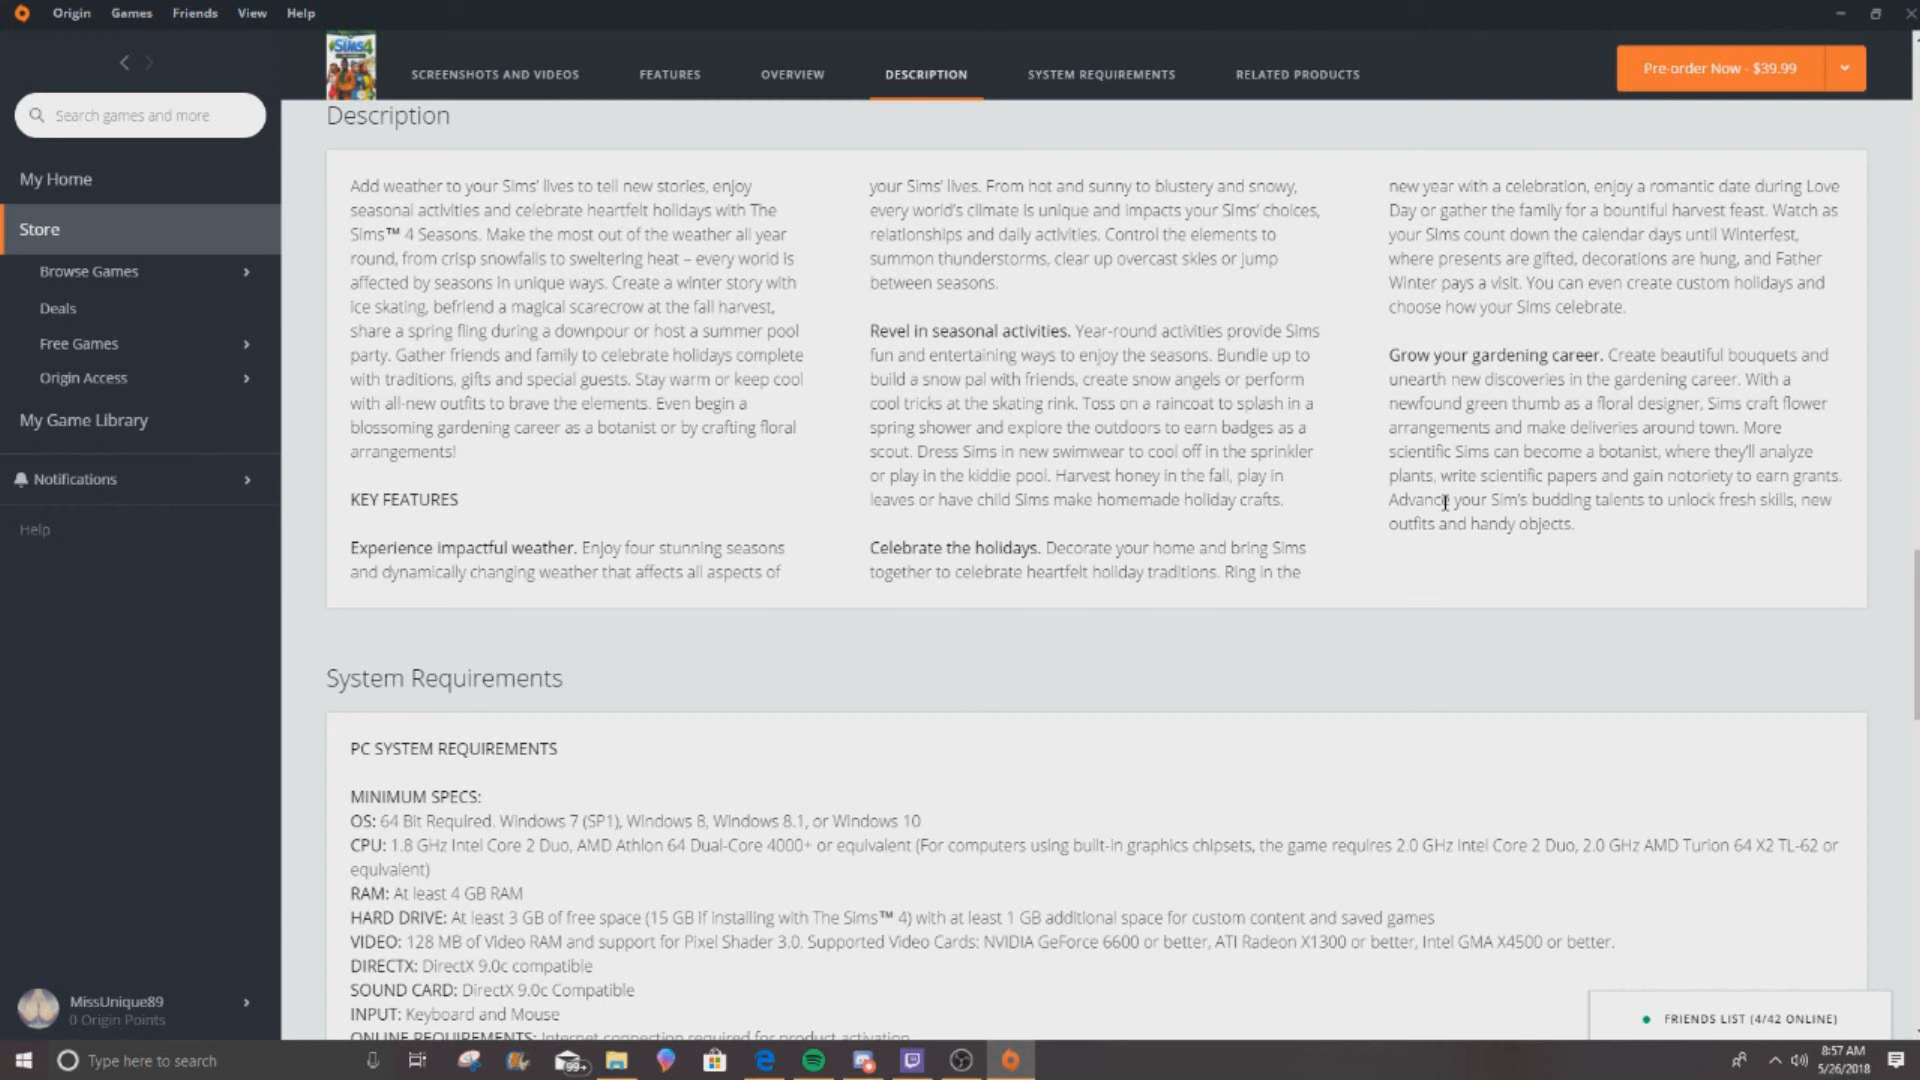 Origin Games Friends View Help
SIMS4
SCREENSHOTS AND VIDEOS FEATURES OVERVIEW DESCRIPTION SYSTEM REQUIREMENTS RELATED PRODUCTS
Pre-order Now - $39.99
Search games and more
My Home
Store
Browse Games
Deals
Free Games
Origin Access
My Game Library
Notifications
Help
MissUnique89
0 Origin Points
Description
Add weather to your Sims' lives to tell new stories, enjoy
seasonal activities and celebrate heartfelt holidays with The
Sims™ 4 Seasons. Make the most out of the weather all year
round, from crisp snowfalls to sweltering heat – every world is
affected by seasons in unique ways. Create a winter story with
ice skating, befriend a magical scarecrow at the fall harvest,
share a spring fling during a downpour or host a summer pool
party. Gather friends and family to celebrate holidays complete
with traditions, gifts and special guests. Stay warm or keep cool
with all-new outfits to brave the elements. Even begin a
blossoming gardening career as a botanist or by crafting floral
arrangements!
KEY FEATURES
Experience impactful weather. Enjoy four stunning seasons
and dynamically changing weather that affects all aspects of
your Sims' lives. From hot and sunny to blustery and snowy,
every world's climate is unique and impacts your Sims' choices,
relationships and daily activities. Control the elements to
summon thunderstorms, clear up overcast skies or jump
between seasons.
Revel in seasonal activities. Year-round activities provide Sims
fun and entertaining ways to enjoy the seasons. Bundle up to
build a snow pal with friends, create snow angels or perform
cool tricks at the skating rink. Toss on a raincoat to splash in a
spring shower and explore the outdoors to earn badges as a
scout. Dress Sims in new swimwear to cool off in the sprinkler
or play in the kiddie pool. Harvest honey in the fall, play in
leaves or have child Sims make homemade holiday crafts.
Celebrate the holidays. Decorate your home and bring Sims
together to celebrate heartfelt holiday traditions. Ring in the
new year with a celebration, enjoy a romantic date during Love
Day or gather the family for a bountiful harvest feast. Watch as
your Sims count down the calendar days until Winterfest,
where presents are gifted, decorations are hung, and Father
Winter pays a visit. You can even create custom holidays and
choose how your Sims celebrate.
Grow your gardening career. Create beautiful bouquets and
unearth new discoveries in the gardening career. With a
newfound green thumb as a floral designer, Sims craft flower
arrangements and make deliveries around town. More
scientific Sims can become a botanist, where they'll analyze
plants, write scientific papers and gain notoriety to earn grants.
Advance your Sim's budding talents to unlock fresh skills, new
outfits and handy objects.
System Requirements
PC SYSTEM REQUIREMENTS
MINIMUM SPECS:
OS: 64 Bit Required. Windows 7 (SP1), Windows 8, Windows 8.1, or Windows 10
CPU: 1.8 GHz Intel Core 2 Duo, AMD Athlon 64 Dual-Core 4000+ or equivalent (For computers using built-in graphics chipsets, the game requires 2.0 GHz Intel Core 2 Duo, 2.0 GHz AMD Turion 64 X2 TL-62 or
equivalent)
RAM: At least 4 GB RAM
HARD DRIVE: At least 3 GB of free space (15 GB if installing with The Sims™ 4) with at least 1 GB additional space for custom content and saved games
VIDEO: 128 MB of Video RAM and support for Pixel Shader 3.0. Supported Video Cards: NVIDIA GeForce 6600 or better, ATI Radeon X1300 or better, Intel GMA X4500 or better.
DIRECTX: DirectX 9.0c compatible
SOUND CARD: DirectX 9.0c Compatible
INPUT: Keyboard and Mouse
ONLINE REQUIREMENTS: Internet connection required for product activation
FRIENDS LIST (4/42 ONLINE)
Type here to search
99+
8:57 AM
5/26/2018